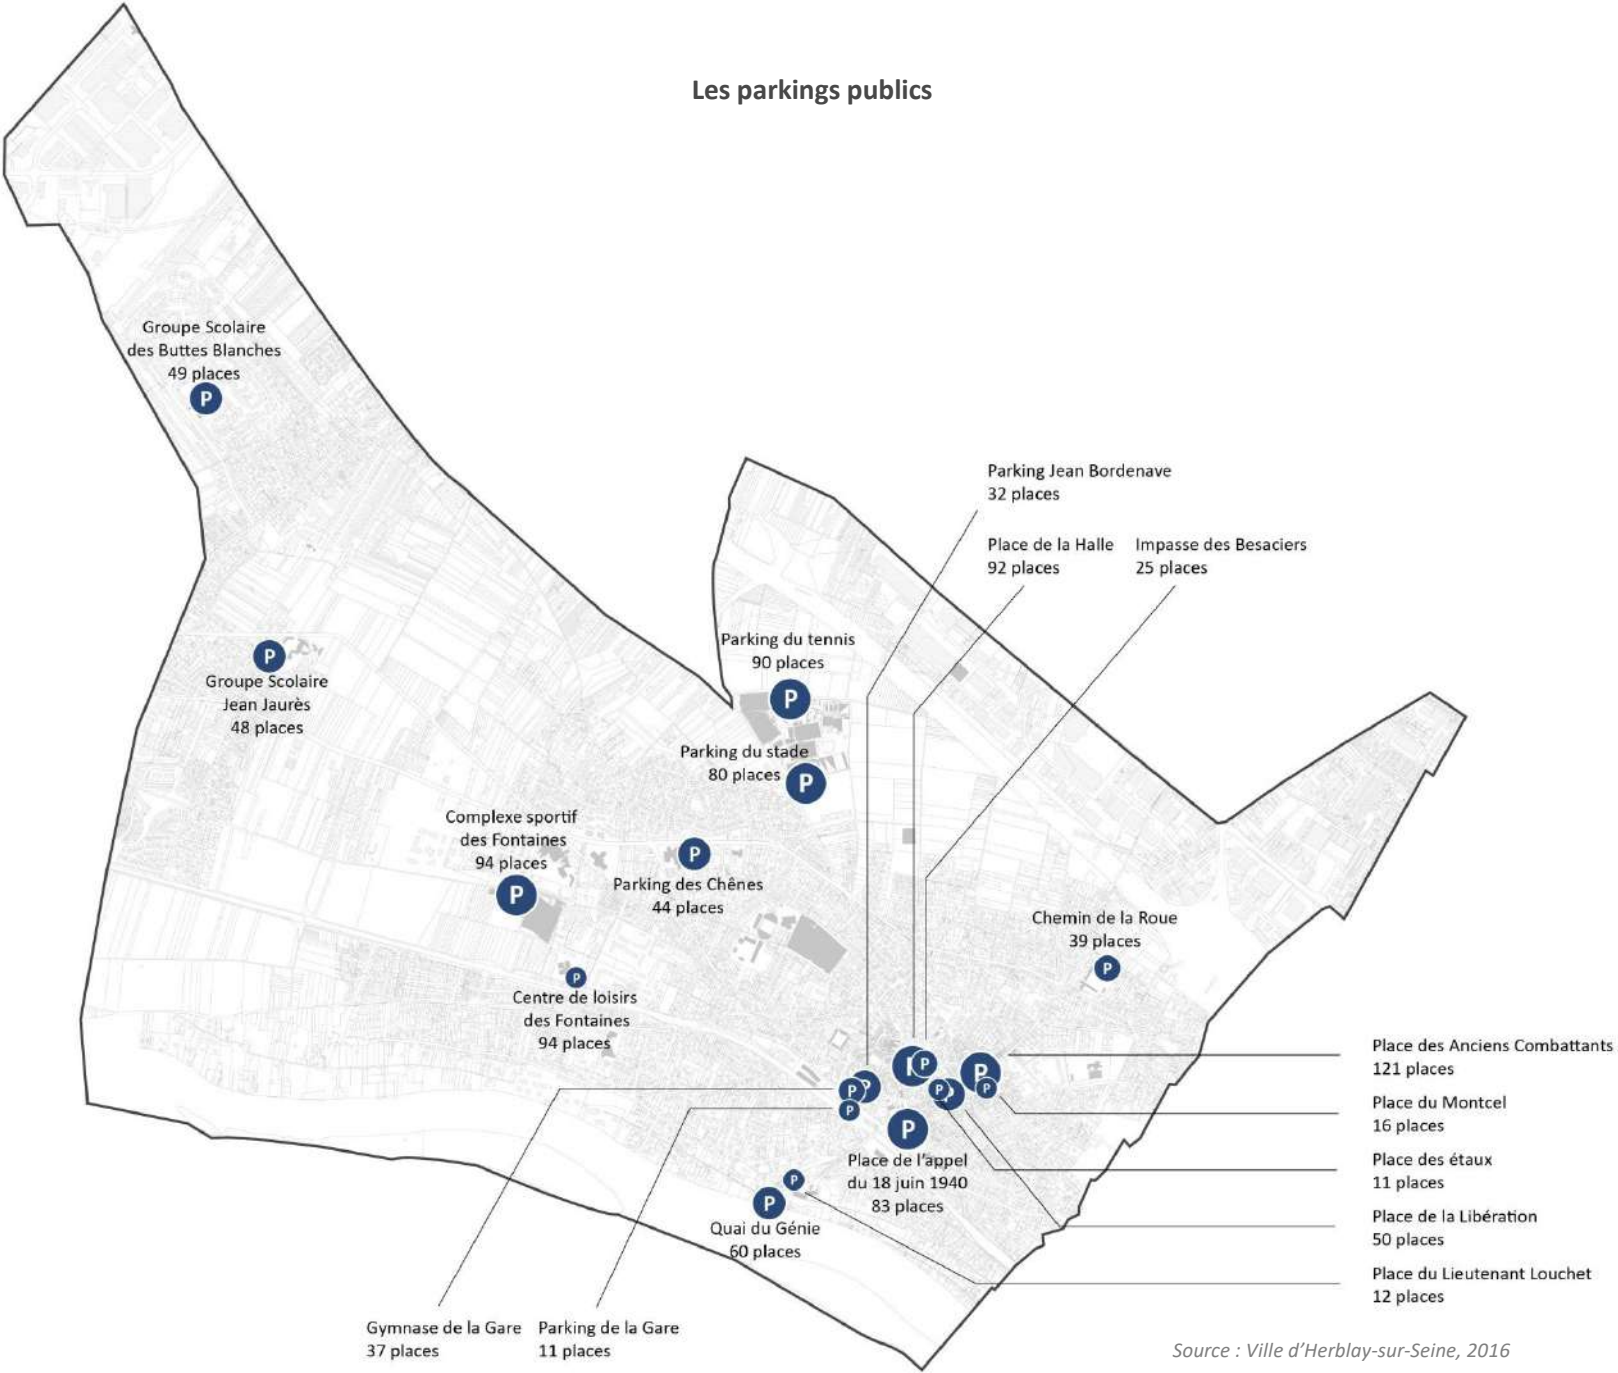 Les parkings publics
Groupe Scolaire
des Buttes Blanches
49 places
P
Parking Jean Bordenave
32 places
Place de la Halle
92 places
Impasse des Besaciers
25 places
Parking du tennis
90 places
P
P
Groupe Scolaire
Jean Jaurès
48 places
Parking du stade
80 places
P
Complexe sportif
des Fontaines
94 places
P
P
Parking des Chênes
44 places
Chemin de la Roue
39 places
P
P
Centre de loisirs
des Fontaines
94 places
P
P
P
P
P
P
P
P
P
P
P
Place de l'appel
du 18 juin 1940
83 places
P
P
Quai du Génie
60 places
Place des Anciens Combattants
121 places
Place du Montcel
16 places
Place des étaux
11 places
Place de la Libération
50 places
Place du Lieutenant Louchet
12 places
Gymnase de la Gare
37 places
Parking de la Gare
11 places
Source : Ville d'Herblay-sur-Seine, 2016